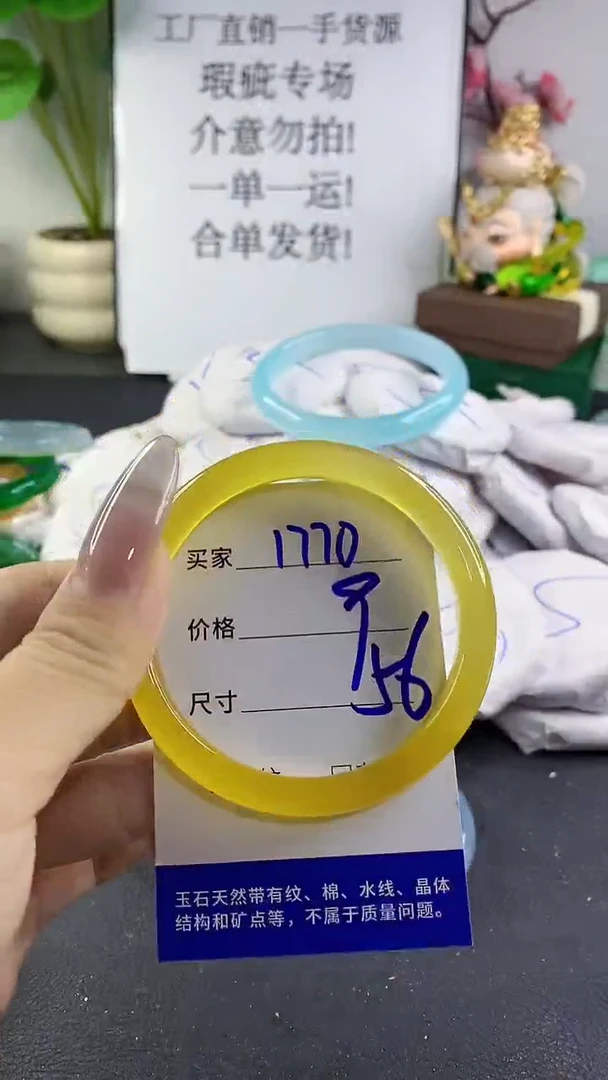 工厂直销一手货源
瑕疵专场
介意勿拍!
一单一运!
合单发货!
买家 1770
价格
尺寸 56
玉石天然带有纹、棉、水线、晶体
结构和矿点等，不属于质量问题。